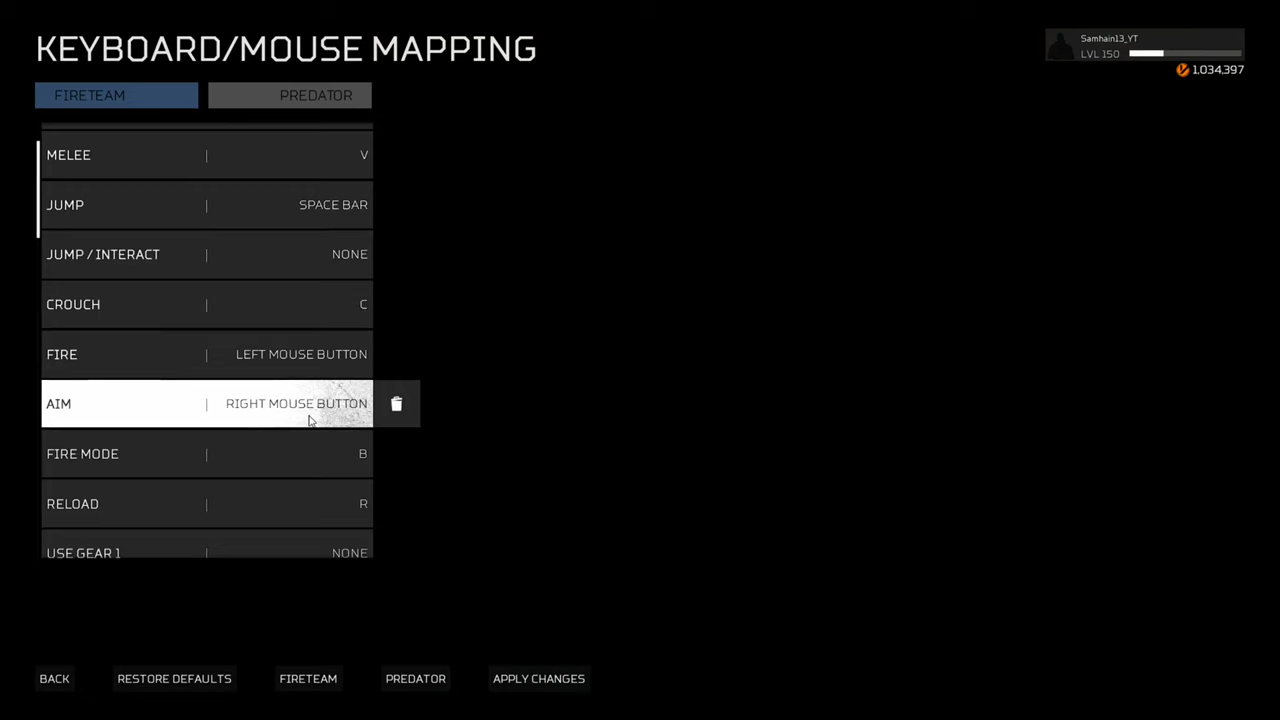 KEYBOARD/MOUSE MAPPING
Samhain13_YT
LVL 150
1,034,397
FIRETEAM
PREDATOR
MELEE | V
JUMP | SPACE BAR
JUMP / INTERACT | NONE
CROUCH | C
FIRE | LEFT MOUSE BUTTON
AIM | RIGHT MOUSE BUTTON
FIRE MODE | B
RELOAD | R
USE GEAR 1 | NONE
BACK
RESTORE DEFAULTS
FIRETEAM
PREDATOR
APPLY CHANGES